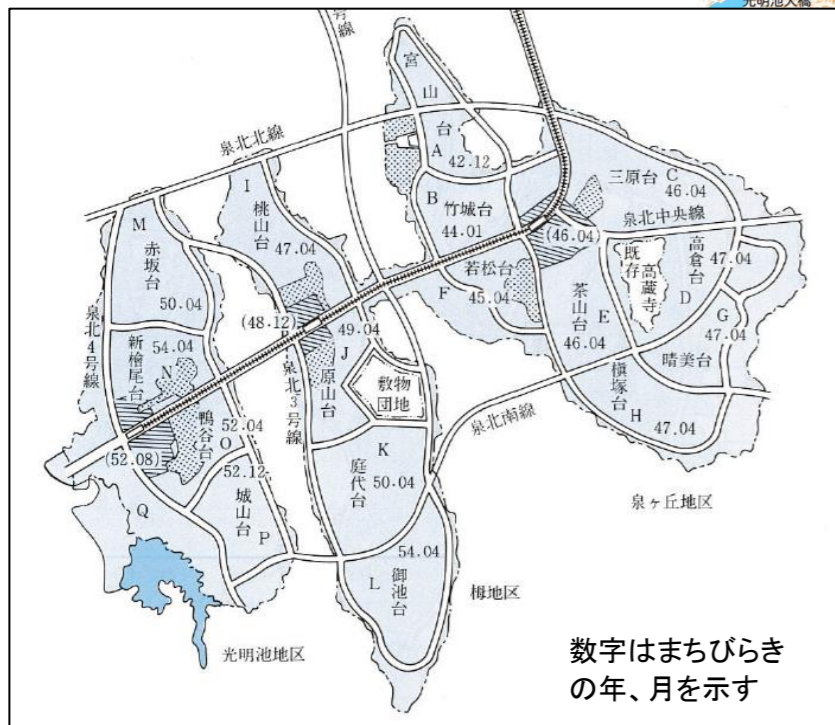 光明池大橋
号線
宮山台
A
42.12
泉北北線
I
桃山台
47.04
B
竹城台
44.01
三原台
C
46.04
泉北中央線
(46.04)
M
赤坂台
50.04
若松台
F
45.04
既存
高蔵寺
高倉台
47.04
D
泉北4号線
(48.12)
49.04
J
原山台
茶山台
E
46.04
G
47.04
晴美台
新檜尾台
54.04
N
泉北3号線
敷物
団地
槇塚台
H
47.04
泉北南線
鴨谷台
52.04
O
(52.08)
52.12
K
庭代台
50.04
城山台
P
Q
泉ヶ丘地区
54.04
L
御池台
栂地区
光明池地区
数字はまちびらき
の年、月を示す